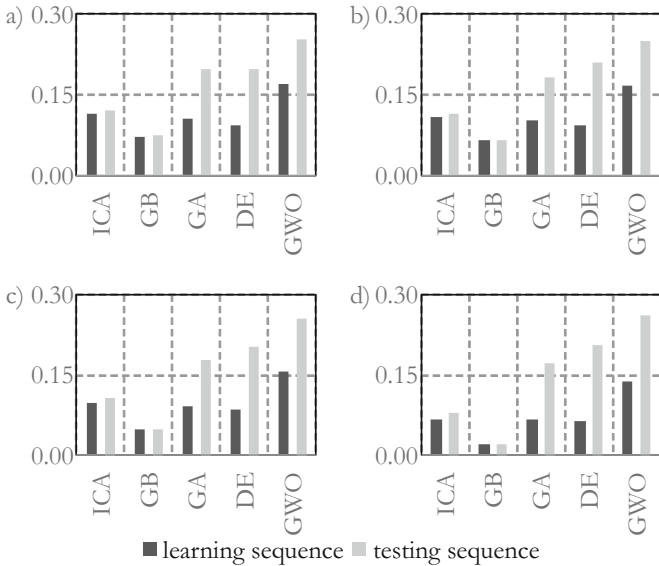 a) 0.30
0.15
0.00
ICA GB GA DE GWO
b) 0.30
0.15
0.00
ICA GB GA DE GWO
c) 0.30
0.15
0.00
ICA GB GA DE GWO
d) 0.30
0.15
0.00
ICA GB GA DE GWO
learning sequence testing sequence